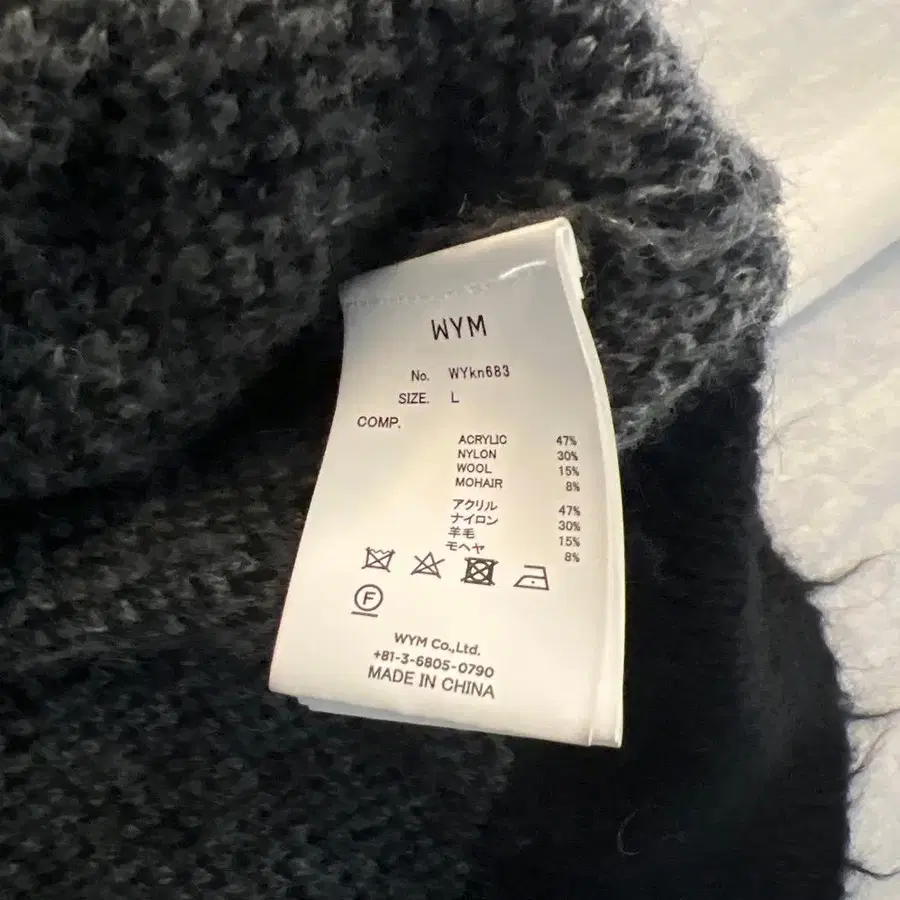 WYM
No. WYkn683
SIZE. L
COMP.
ACRYLIC 47%
NYLON 30%
WOOL 15%
MOHAIR 8%
アクリル 47%
ナイロン 30%
羊毛 15%
モヘヤ 8%
F
WYM Co.,Ltd.
+81-3-6805-0790
MADE IN CHINA